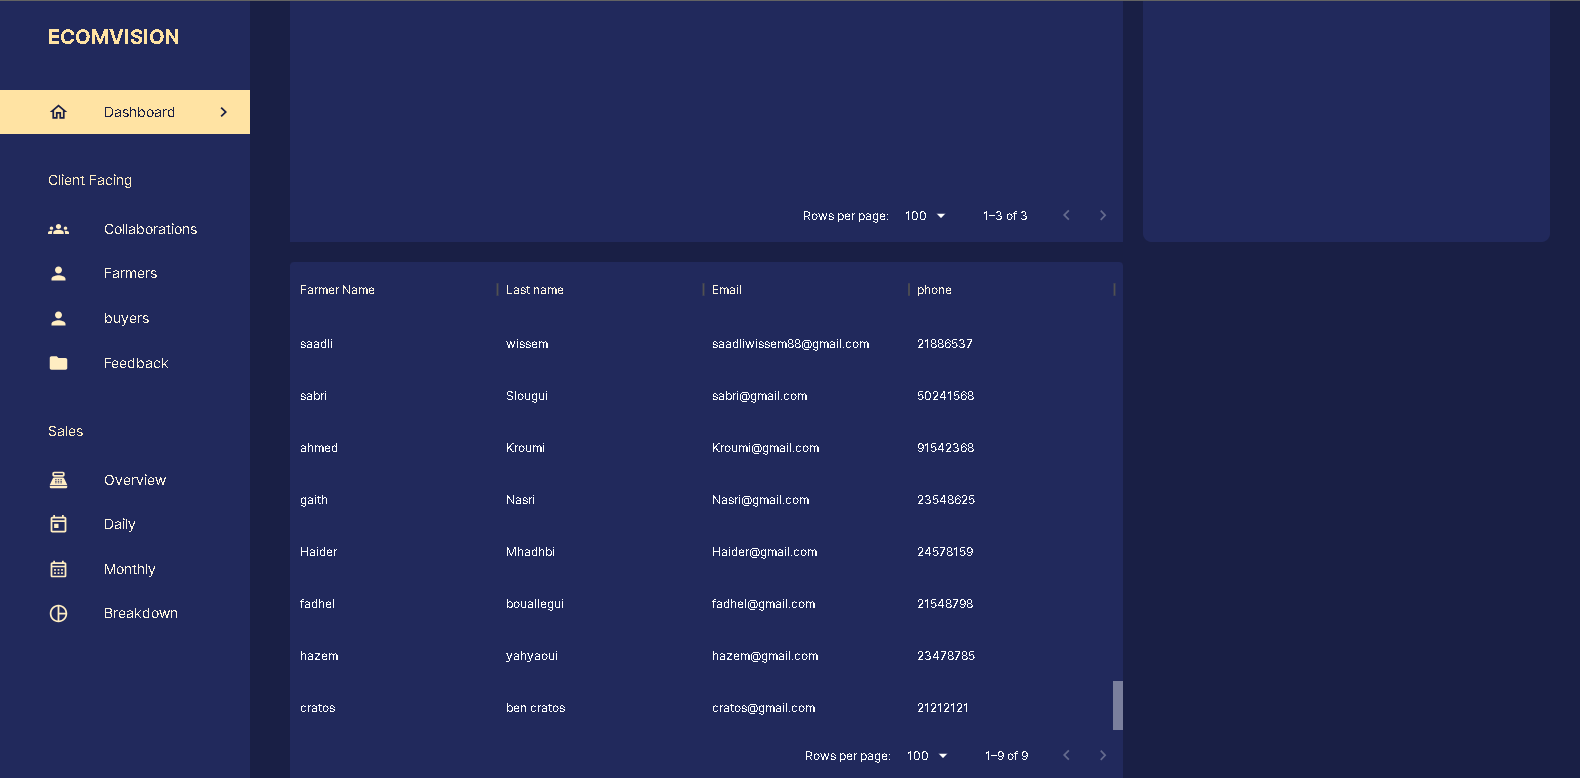 ECOMVISION
Dashboard
Client Facing
Collaborations
Farmers
buyers
Feedback
Sales
Overview
Daily
Monthly
Breakdown
Rows per page: 100 1–3 of 3
Farmer Name Last name Email phone
saadli wissem saadliwissem88@gmail.com 21886537
sabri Slougui sabri@gmail.com 50241568
ahmed Kroumi Kroumi@gmail.com 91542368
gaith Nasri Nasri@gmail.com 23548625
Haider Mhadhbi Haider@gmail.com 24578159
fadhel bouallegui fadhel@gmail.com 21548798
hazem yahyaoui hazem@gmail.com 23478785
cratos ben cratos cratos@gmail.com 21212121
Rows per page: 100 1–9 of 9